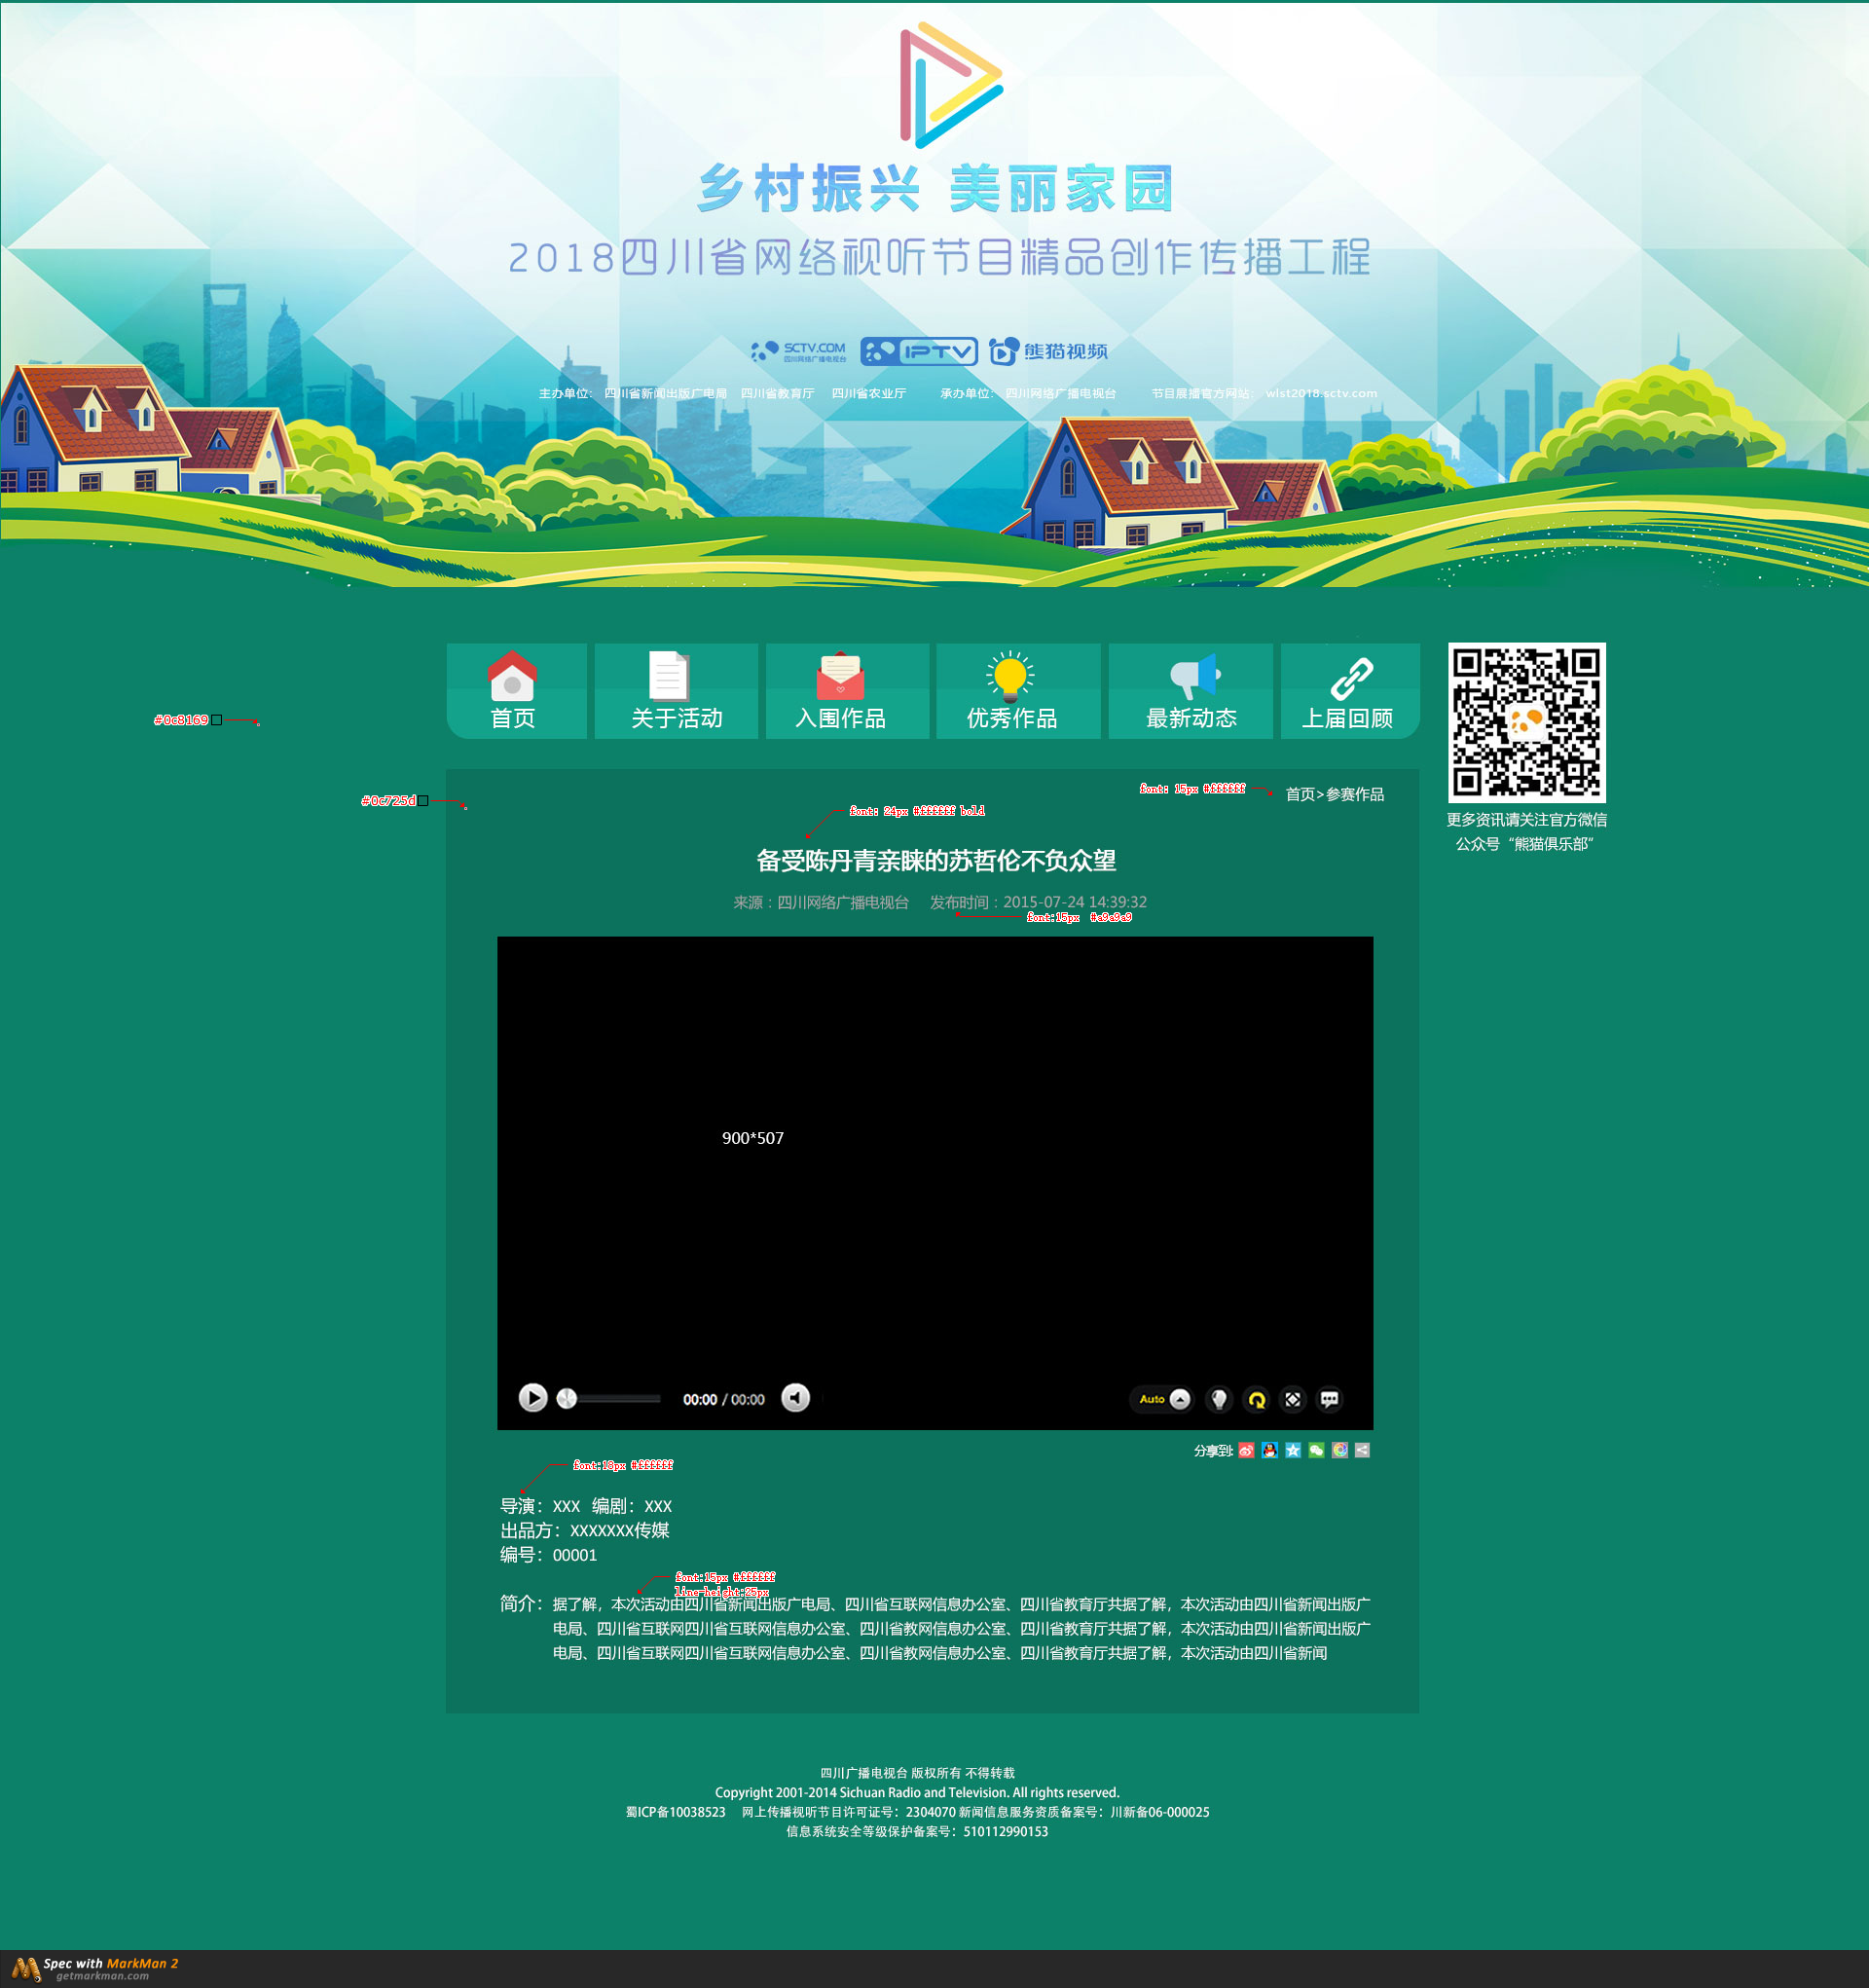 乡村振兴 美丽家园
2018四川省网络视听节目精品创作传播工程
SCTV.COM
四川网络广播电视台
IPTV
熊猫视频
主办单位： 四川省新闻出版广电局 四川省教育厅 四川省农业厅 承办单位： 四川网络广播电视台 节目展播官方网站： wlst2018.sctv.com
首页
关于活动
入围作品
优秀作品
最新动态
上届回顾
#0c8169
更多资讯请关注官方微信
公众号“熊猫俱乐部”
#0c725d
font: 15px #ffffff
首页>参赛作品
font: 24px #ffffff bold
备受陈丹青亲睐的苏哲伦不负众望
来源：四川网络广播电视台 发布时间：2015-07-24 14:39:32
font:15px #a9a9a9
900*507
00:00 / 00:00
Auto
分享到:
font:18px #ffffff
导演：XXX 编剧：XXX
出品方：XXXXXXX传媒
编号：00001
font:15px #ffffff
line-height:25px
简介：据了解，本次活动由四川省新闻出版广电局、四川省互联网信息办公室、四川省教育厅共据了解，本次活动由四川省新闻出版广
电局、四川省互联网四川省互联网信息办公室、四川省教网信息办公室、四川省教育厅共据了解，本次活动由四川省新闻出版广
电局、四川省互联网四川省互联网信息办公室、四川省教网信息办公室、四川省教育厅共据了解，本次活动由四川省新闻
四川广播电视台 版权所有 不得转载
Copyright 2001-2014 Sichuan Radio and Television. All rights reserved.
蜀ICP备10038523 网上传播视听节目许可证号：2304070 新闻信息服务资质备案号：川新备06-000025
信息系统安全等级保护备案号：510112990153
Spec with MarkMan 2
getmarkman.com